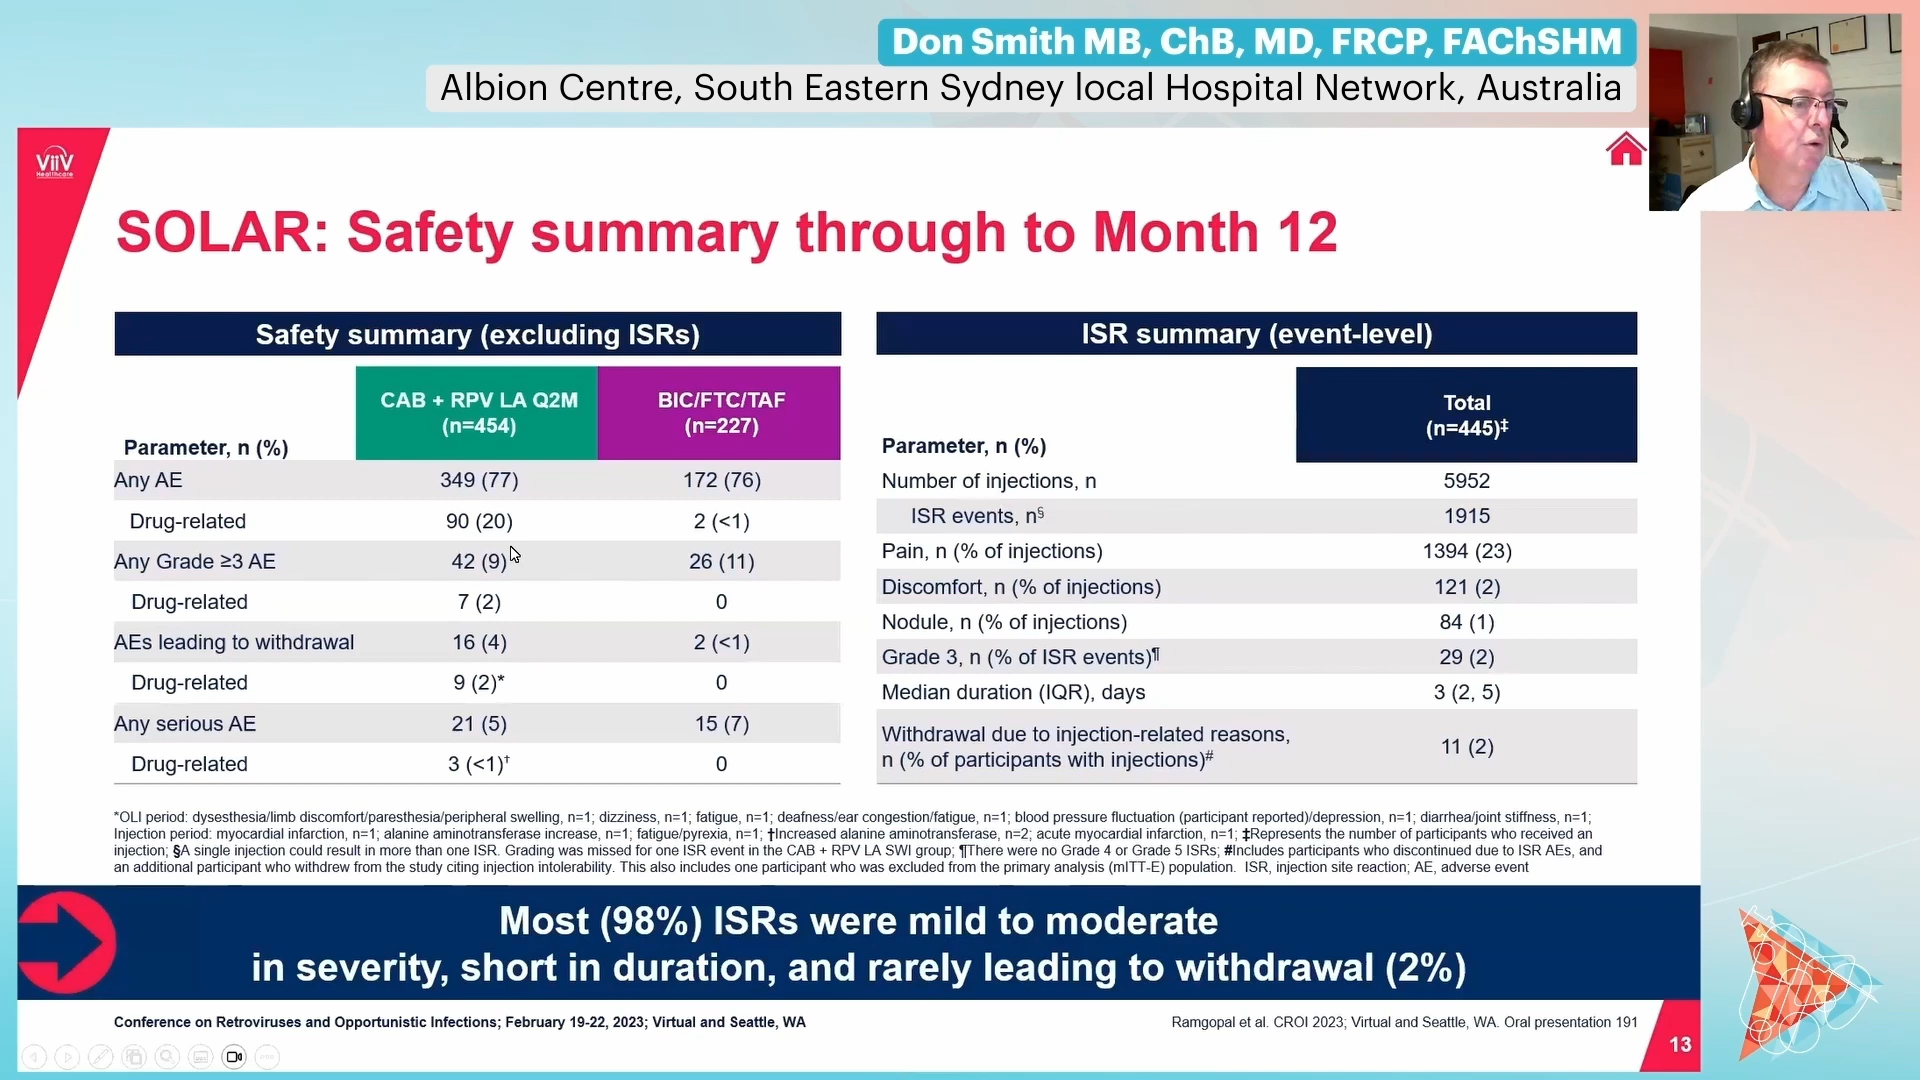 Don Smith MB, ChB, MD, FRCP, FAChSHM
Albion Centre, South Eastern Sydney local Hospital Network, Australia
ViiV
Healthcare
SOLAR: Safety summary through to Month 12
Safety summary (excluding ISRs)
Parameter, n (%)
CAB + RPV LA Q2M
(n=454)
BIC/FTC/TAF
(n=227)
Any AE 349 (77) 172 (76)
Drug-related 90 (20) 2 (<1)
Any Grade ≥3 AE 42 (9) 26 (11)
Drug-related 7 (2) 0
AEs leading to withdrawal 16 (4) 2 (<1)
Drug-related 9 (2)* 0
Any serious AE 21 (5) 15 (7)
Drug-related 3 (<1)† 0
ISR summary (event-level)
Parameter, n (%)
Total
(n=445)‡
Number of injections, n 5952
ISR events, n§ 1915
Pain, n (% of injections) 1394 (23)
Discomfort, n (% of injections) 121 (2)
Nodule, n (% of injections) 84 (1)
Grade 3, n (% of ISR events)¶ 29 (2)
Median duration (IQR), days 3 (2, 5)
Withdrawal due to injection-related reasons,
n (% of participants with injections)# 11 (2)
*OLI period: dysesthesia/limb discomfort/paresthesia/peripheral swelling, n=1; dizziness, n=1; fatigue, n=1; deafness/ear congestion/fatigue, n=1; blood pressure fluctuation (participant reported)/depression, n=1; diarrhea/joint stiffness, n=1;
Injection period: myocardial infarction, n=1; alanine aminotransferase increase, n=1; fatigue/pyrexia, n=1; †Increased alanine aminotransferase, n=2; acute myocardial infarction, n=1; ‡Represents the number of participants who received an
injection; §A single injection could result in more than one ISR. Grading was missed for one ISR event in the CAB + RPV LA SWI group; ¶There were no Grade 4 or Grade 5 ISRs; #Includes participants who discontinued due to ISR AEs, and
an additional participant who withdrew from the study citing injection intolerability. This also includes one participant who was excluded from the primary analysis (mITT-E) population. ISR, injection site reaction; AE, adverse event
Most (98%) ISRs were mild to moderate
in severity, short in duration, and rarely leading to withdrawal (2%)
Conference on Retroviruses and Opportunistic Infections; February 19-22, 2023; Virtual and Seattle, WA
Ramgopal et al. CROI 2023; Virtual and Seattle, WA. Oral presentation 191
13